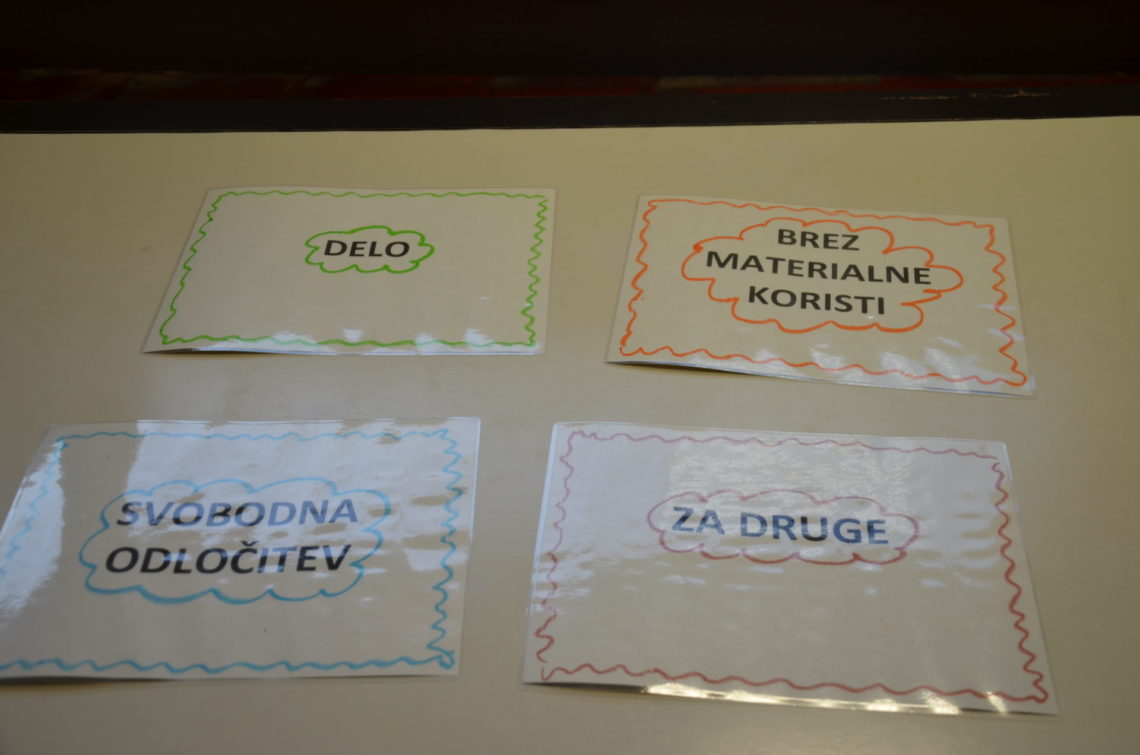 DELO
BREZ
MATERIALNE
KORISTI
SVOBODNA
ODLOČITEV
ZA DRUGE